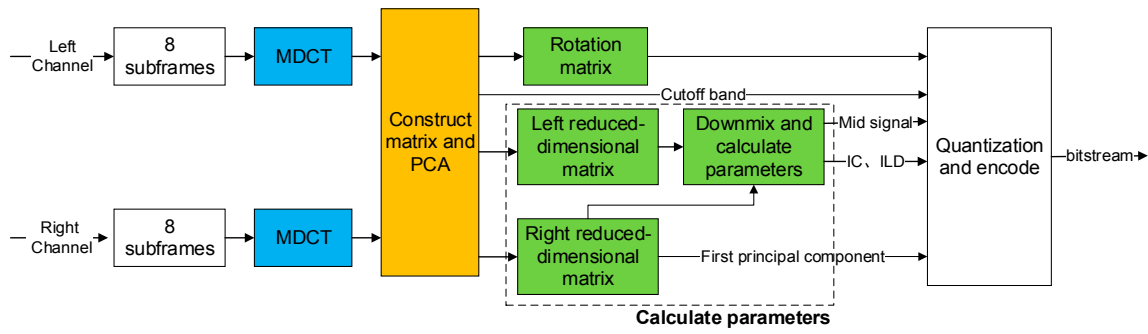 Left
Channel
8
subframes
MDCT
Construct
matrix and
PCA
Rotation
matrix
Cutoff band
Left reduced-
dimensional
matrix
Downmix and
calculate
parameters
Mid signal
IC、ILD
Quantization
and encode
bitstream
Right
Channel
8
subframes
MDCT
Right reduced-
dimensional
matrix
First principal component
Calculate parameters